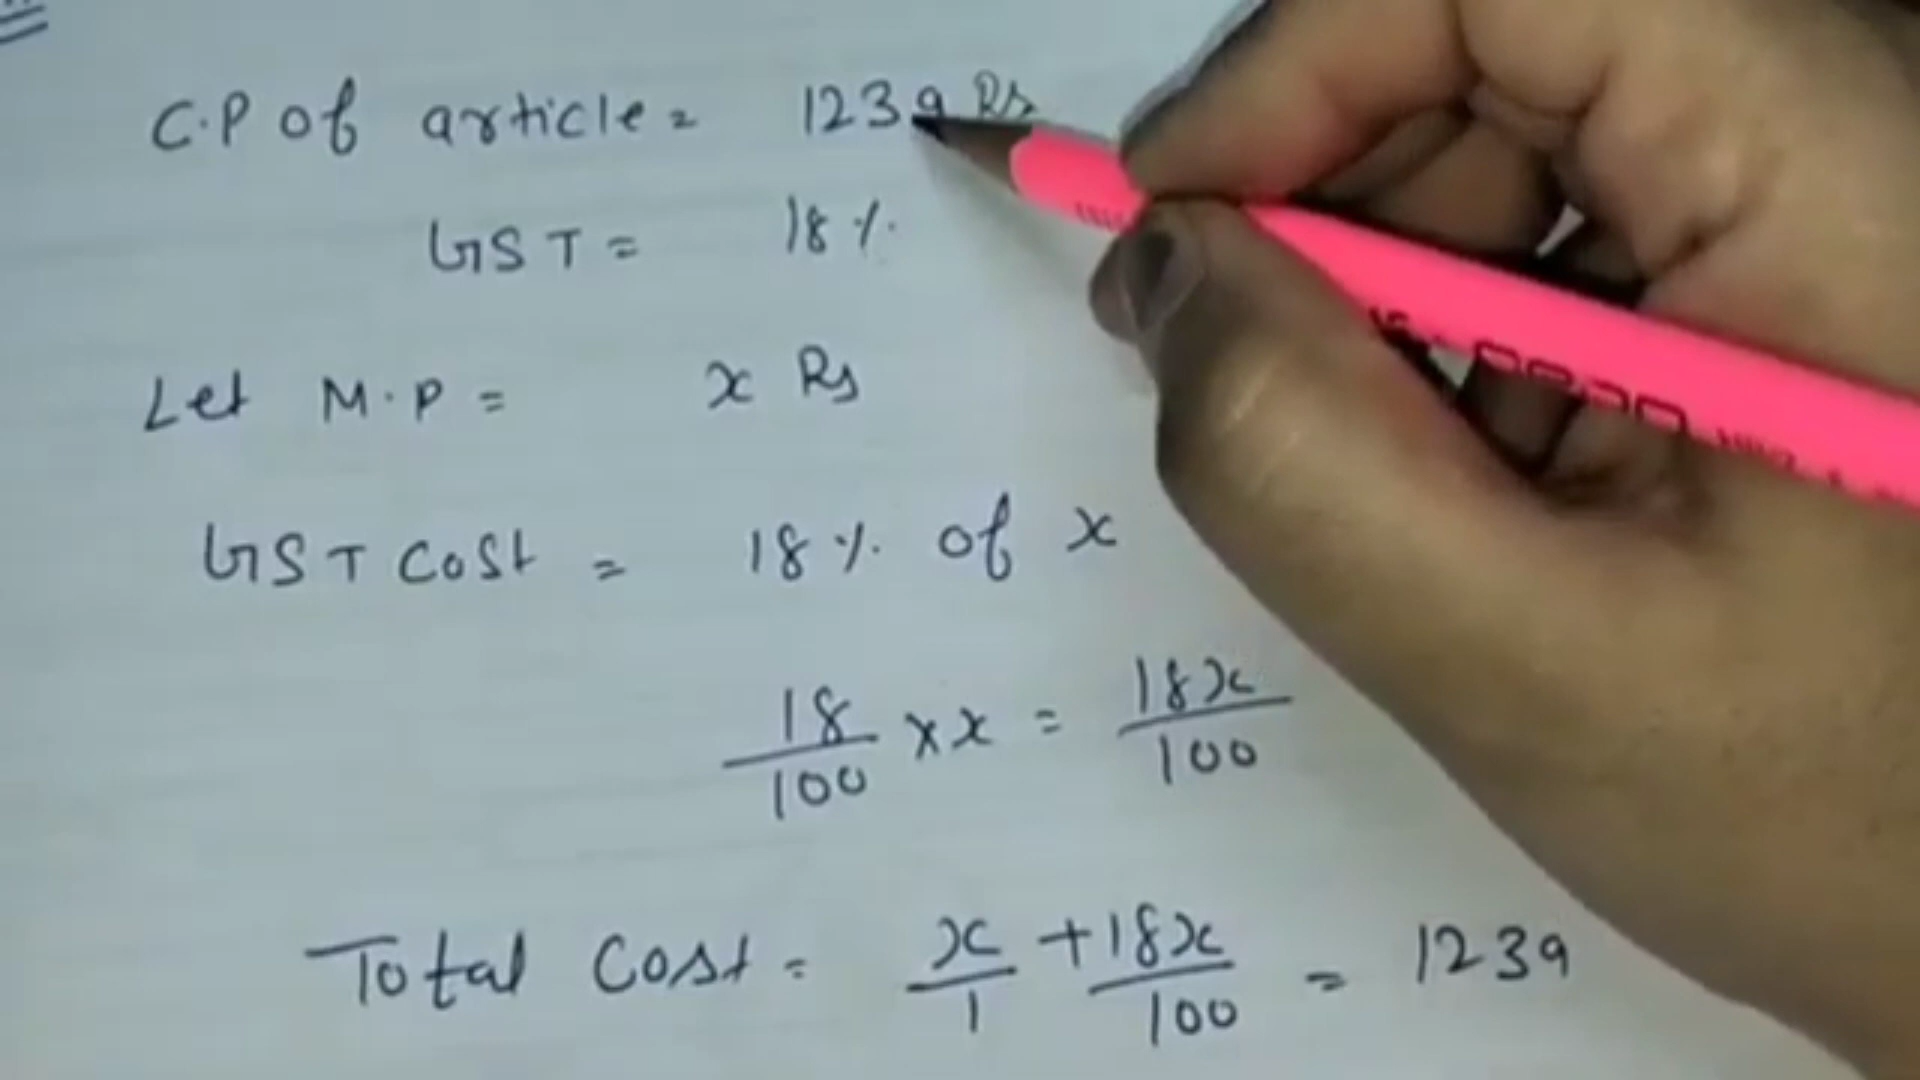 C.P of article = 1239 Rs
GST = 18 %
Let M.P = x Rs
GST Cost = 18 % of x
18/100 × x = 18x/100
Total Cost = x/1 + 18x/100 = 1239